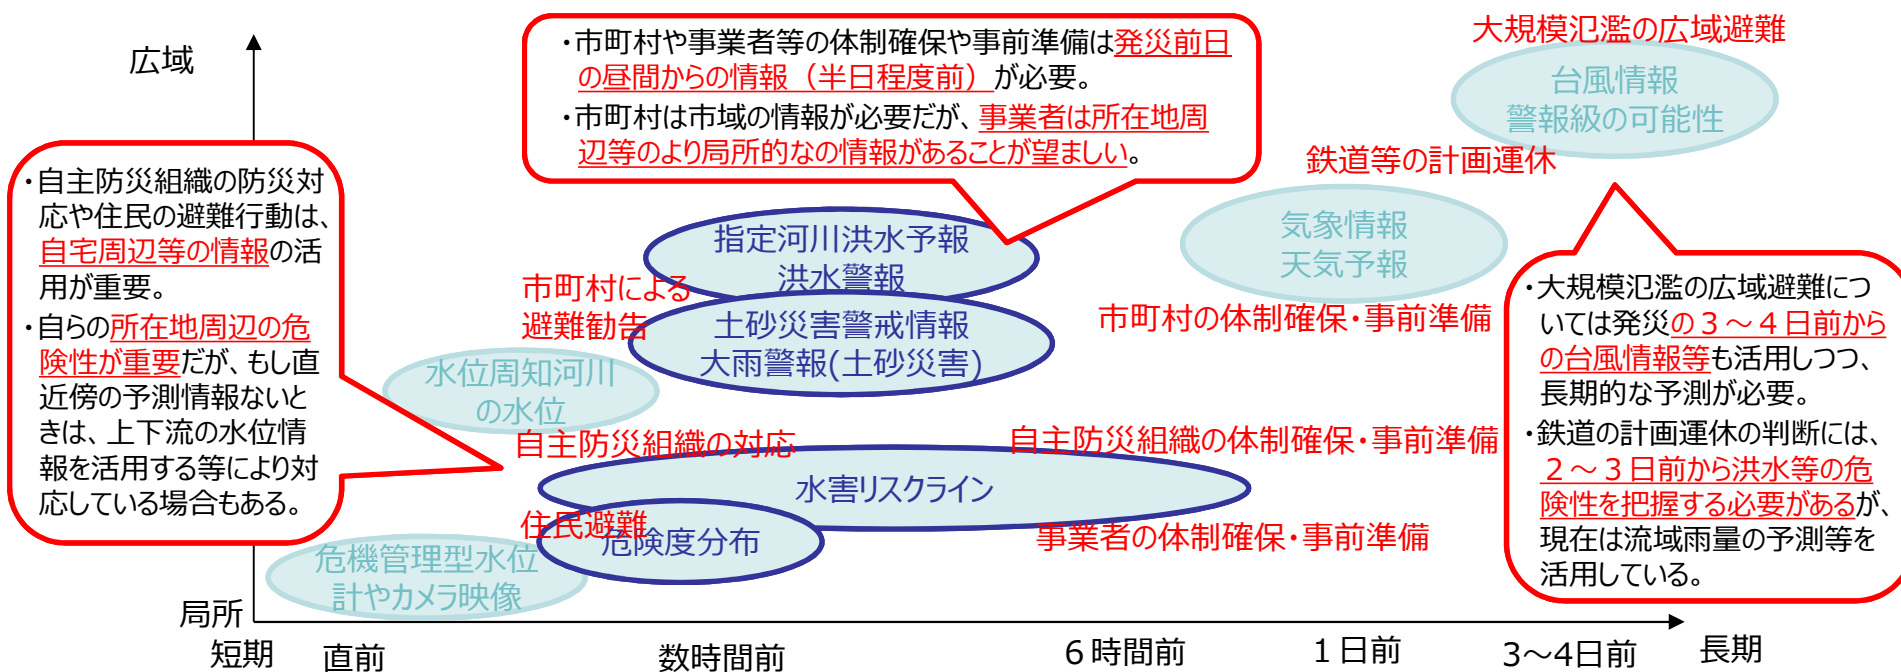 広域
・市町村や事業者等の体制確保や事前準備は発災前日
の昼間からの情報（半日程度前）が必要。
・市町村は市域の情報が必要だが、事業者は所在地周
辺等のより局所的なの情報があることが望ましい。
大規模氾濫の広域避難
台風情報
警報級の可能性
鉄道等の計画運休
気象情報
天気予報
市町村の体制確保・事前準備
・自主防災組織の防災対
応や住民の避難行動は、
自宅周辺等の情報の活
用が重要。
・自らの所在地周辺の危
険性が重要だが、もし直
近傍の予測情報ないと
きは、上下流の水位情
報を活用する等により対
応している場合もある。
指定河川洪水予報
洪水警報
市町村による
避難勧告
土砂災害警戒情報
大雨警報(土砂災害)
水位周知河川
の水位
・大規模氾濫の広域避難につ
いては発災の３～４日前から
の台風情報等も活用しつつ、
長期的な予測が必要。
・鉄道の計画運休の判断には、
２～３日前から洪水等の危
険性を把握する必要があるが、
現在は流域雨量の予測等を
活用している。
自主防災組織の対応
自主防災組織の体制確保・事前準備
水害リスクライン
住民避難
危険度分布
事業者の体制確保・事前準備
危機管理型水位
計やカメラ映像
局所
短期
直前
数時間前
６時間前
１日前
3～4日前
長期